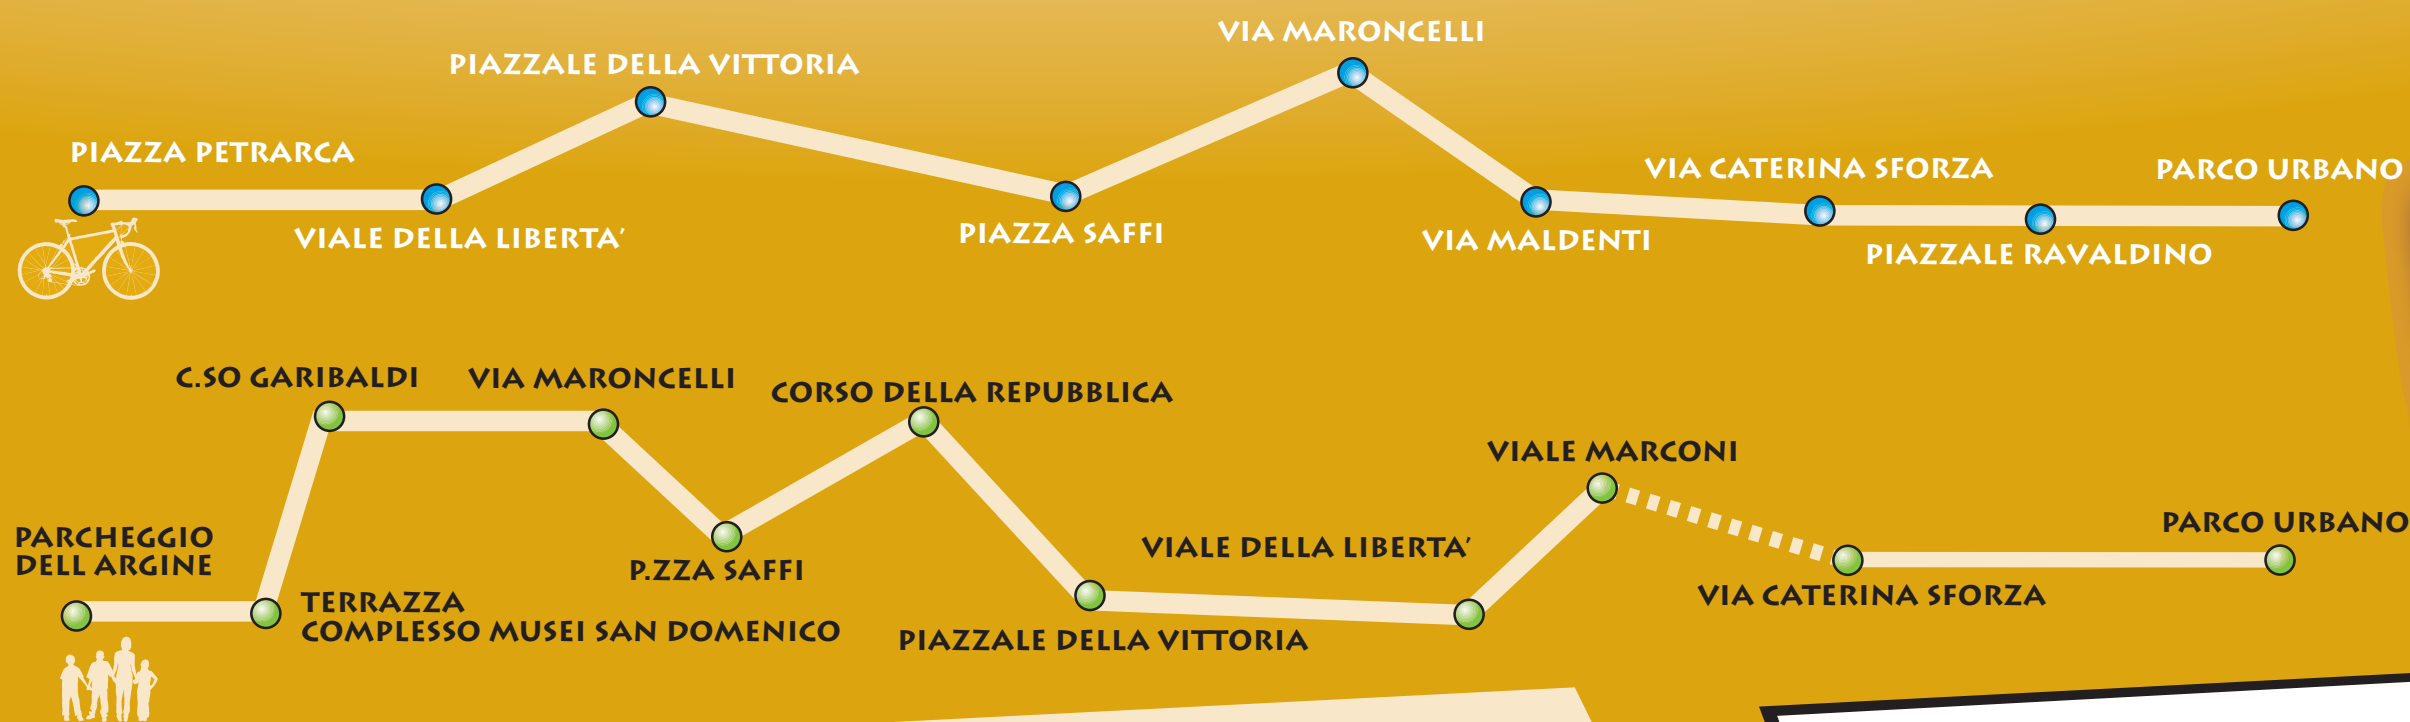 PIAZZA PETRARCA
VIALE DELLA LIBERTA'
PIAZZALE DELLA VITTORIA
PIAZZA SAFFI
VIA MARONCELLI
VIA MALDENTI
VIA CATERINA SFORZA
PIAZZALE RAVALDINO
PARCO URBANO
PARCHEGGIO
DELL ARGINE
TERRAZZA
COMPLESSO MUSEI SAN DOMENICO
C.SO GARIBALDI
VIA MARONCELLI
P.ZZA SAFFI
CORSO DELLA REPUBBLICA
PIAZZALE DELLA VITTORIA
VIALE DELLA LIBERTA'
VIALE MARCONI
VIA CATERINA SFORZA
PARCO URBANO